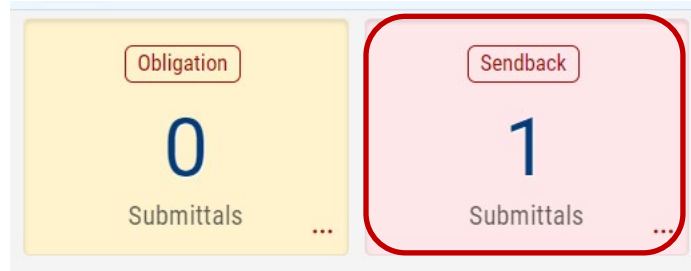 Obligation
0
Submittals
...
Sendback
1
Submittals
...